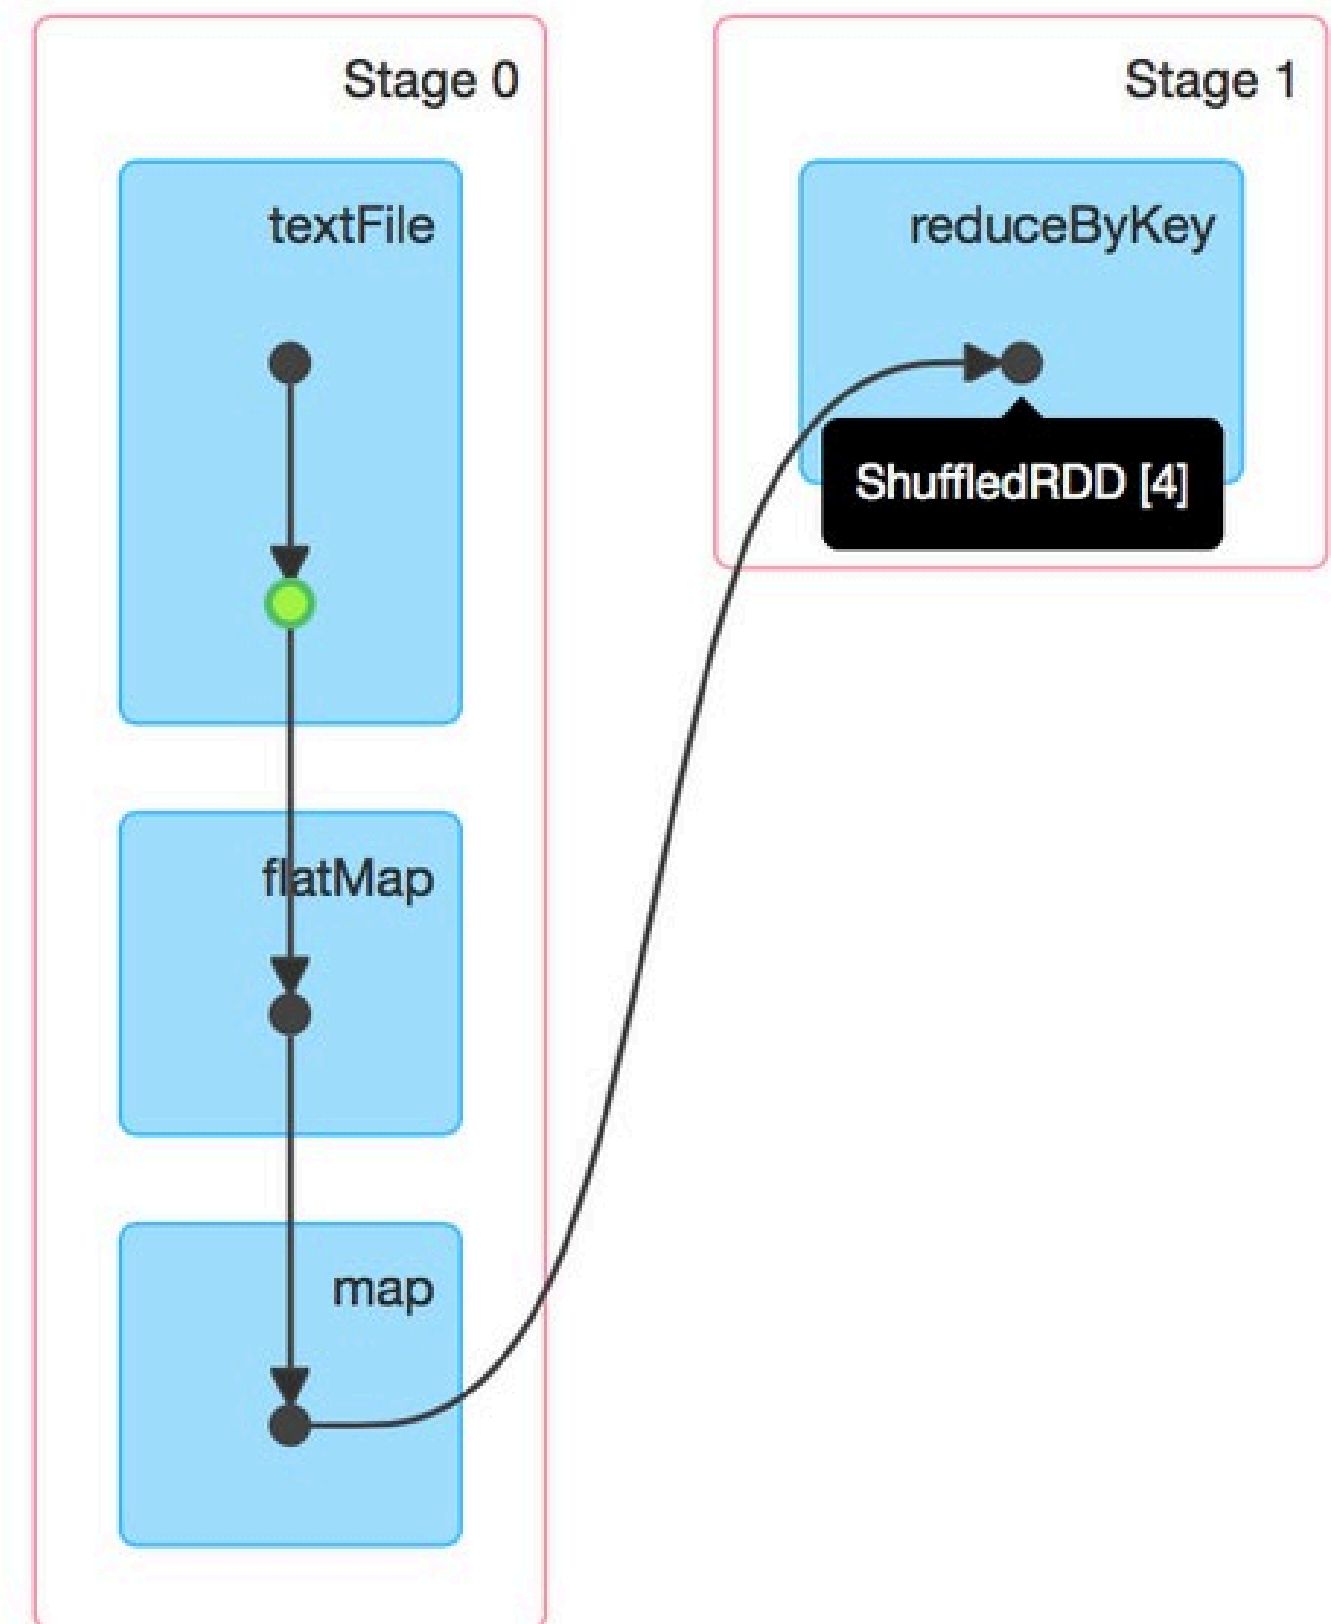 Stage 0
textFile
flatMap
map
Stage 1
reduceByKey
ShuffledRDD [4]